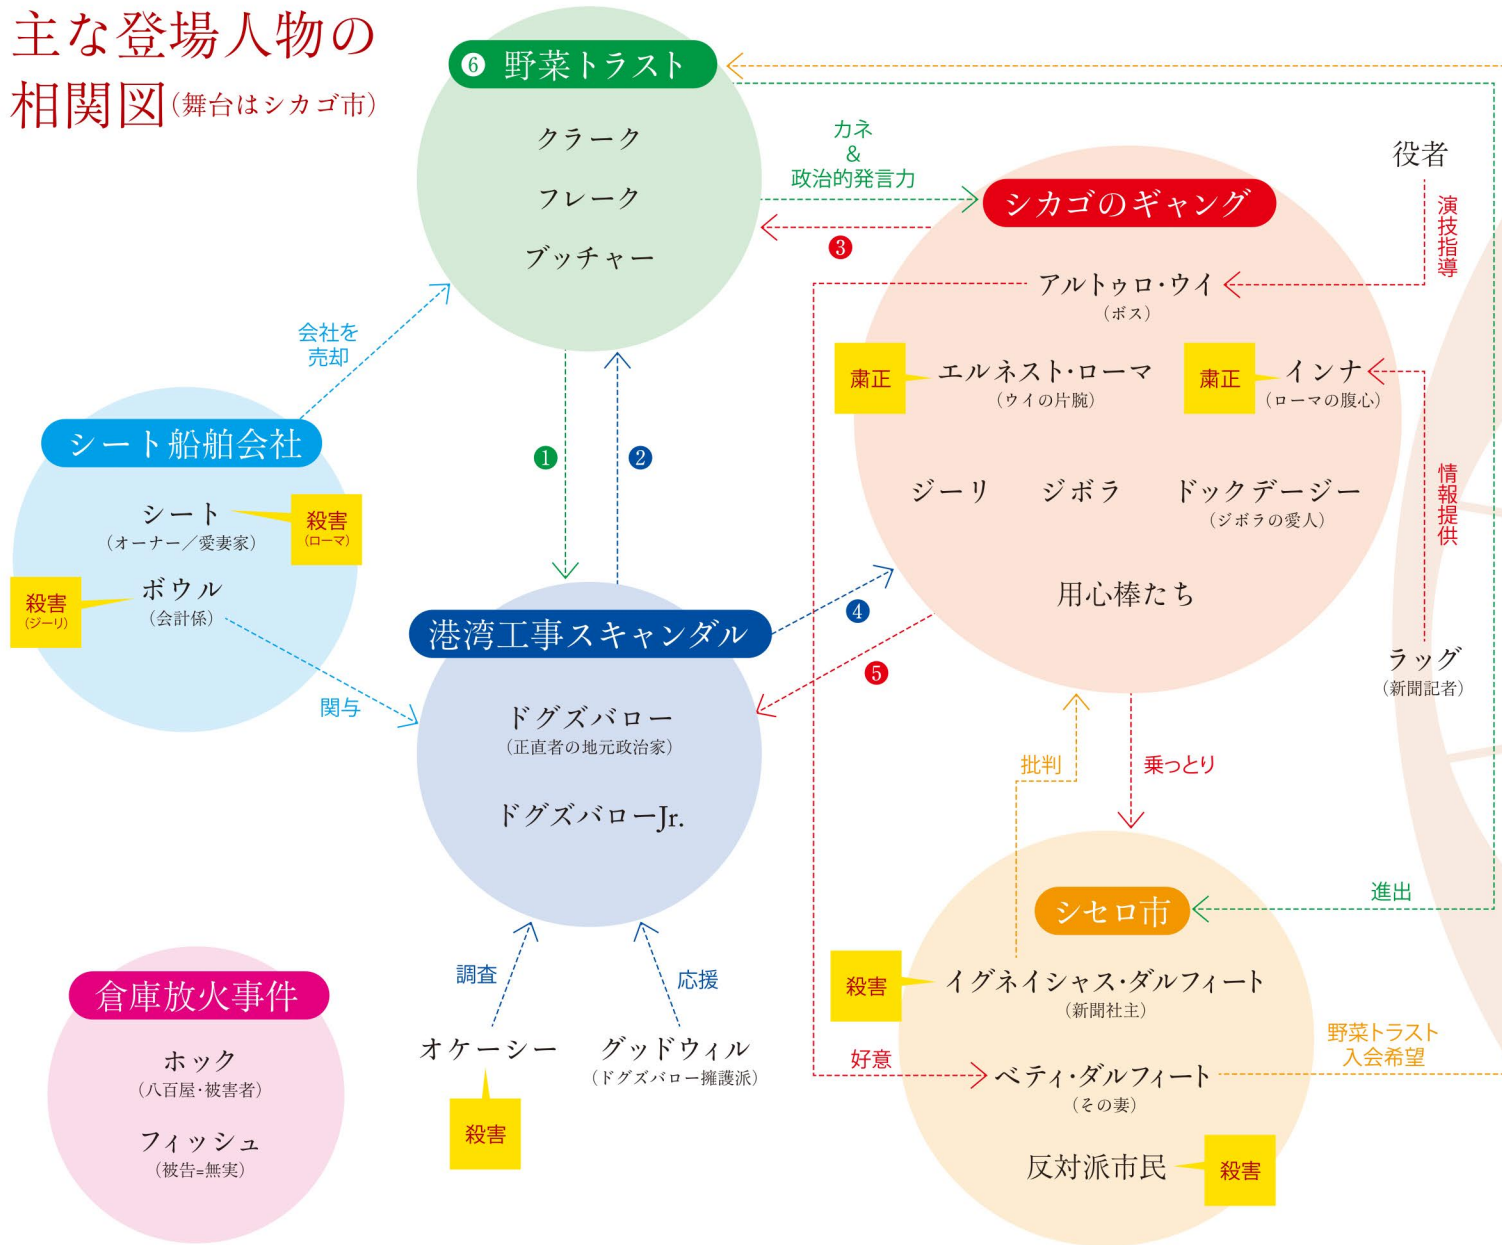 主な登場人物の
相関図(舞台はシカゴ市)
❻ 野菜トラスト
クラーク
フレーク
ブッチャー
カネ
&
政治的発言力
❸
役者
演技指導
シカゴのギャング
アルトゥロ・ウイ
(ボス)
粛正
エルネスト・ローマ
(ウイの片腕)
粛正
インナ
(ローマの腹心)
ジーリ
ジボラ
ドックデージー
(ジボラの愛人)
用心棒たち
情報提供
ラッグ
(新聞記者)
会社を
売却
シート船舶会社
シート
(オーナー/愛妻家)
殺害
(ローマ)
ボウル
(会計係)
殺害
(ジーリ)
関与
❶
❷
❹
❺
港湾工事スキャンダル
ドグズバロー
(正直者の地元政治家)
ドグズバローJr.
調査
応援
オケーシー
殺害
グッドウィル
(ドグズバロー擁護派)
批判
乗っとり
進出
シセロ市
殺害
イグネイシャス・ダルフィート
(新聞社主)
好意
ベティ・ダルフィート
(その妻)
野菜トラスト
入会希望
反対派市民
殺害
倉庫放火事件
ホック
(八百屋・被害者)
フィッシュ
(被告=無実)